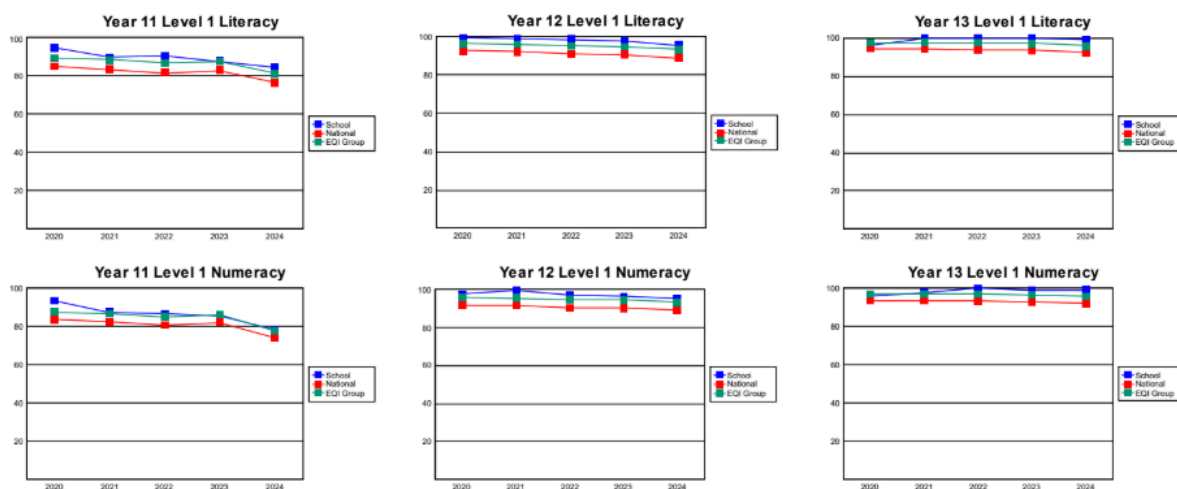 Year 11 Level 1 Literacy
100
80
60
40
20
2020 2021 2022 2023 2024
School
National
EQI Group
Year 12 Level 1 Literacy
100
80
60
40
20
2020 2021 2022 2023 2024
School
National
EQI Group
Year 13 Level 1 Literacy
100
80
60
40
20
2020 2021 2022 2023 2024
School
National
EQI Group
Year 11 Level 1 Numeracy
100
80
60
40
20
2020 2021 2022 2023 2024
School
National
EQI Group
Year 12 Level 1 Numeracy
100
80
60
40
20
2020 2021 2022 2023 2024
School
National
EQI Group
Year 13 Level 1 Numeracy
100
80
60
40
20
2020 2021 2022 2023 2024
School
National
EQI Group